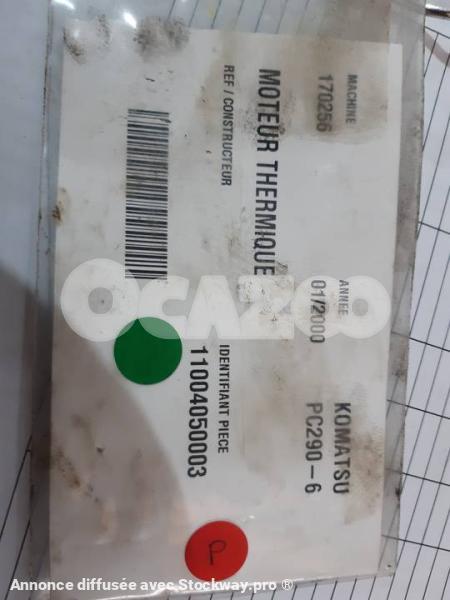 MACHINE
170256
ANNEE
01/2000
KOMATSU
PC290-6
MOTEUR THERMIQUE
REF / CONSTRUCTEUR
IDENTIFIANT PIECE
11004050003
P
OCAZOO
Annonce diffusée avec Stockway.pro ®